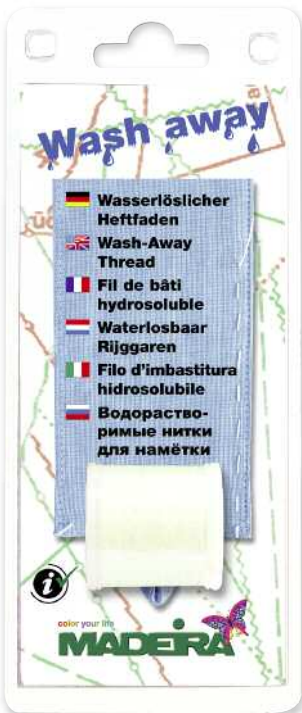 Wash away
Wasserlöslicher
Heftfaden
Wash-Away
Thread
Fil de bâti
hydrosoluble
Waterlosbaar
Rijggaren
Filo d'imbastitura
hidrosolubile
Водораство-
римые нитки
для намётки
i
color your life
MADEIRA